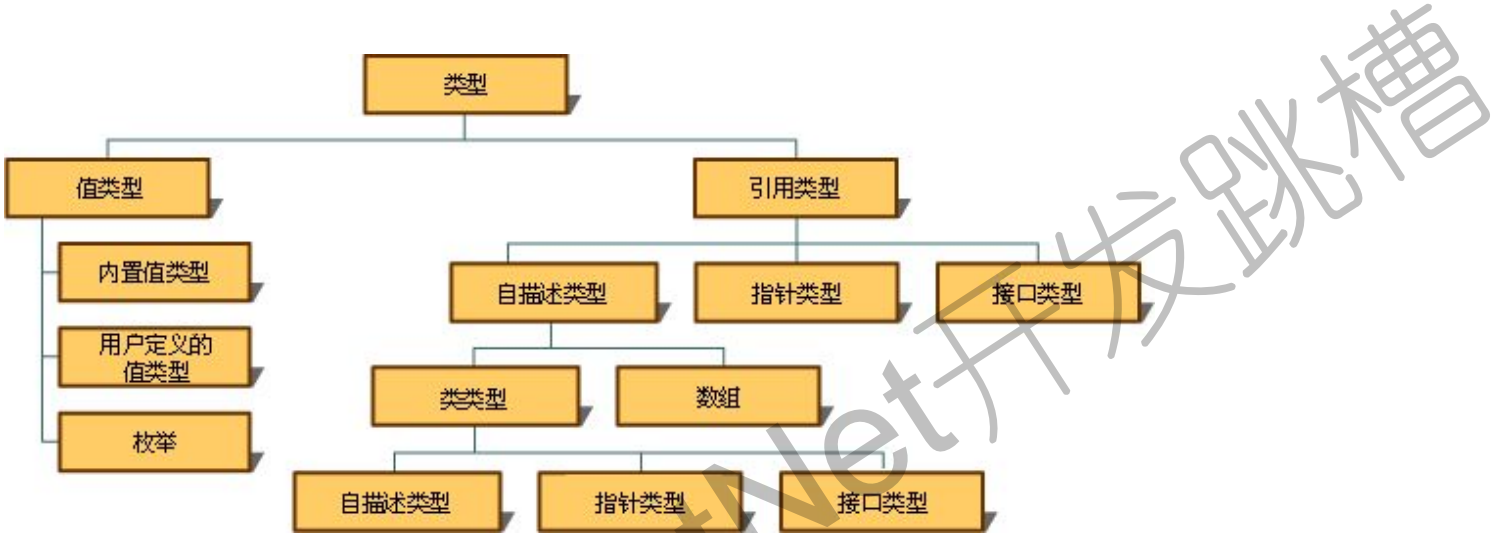 类型
值类型
引用类型
内置值类型
自描述类型
指针类型
接口类型
用户定义的
值类型
类类型
数组
枚举
自描述类型
指针类型
接口类型
tNet开发跳槽